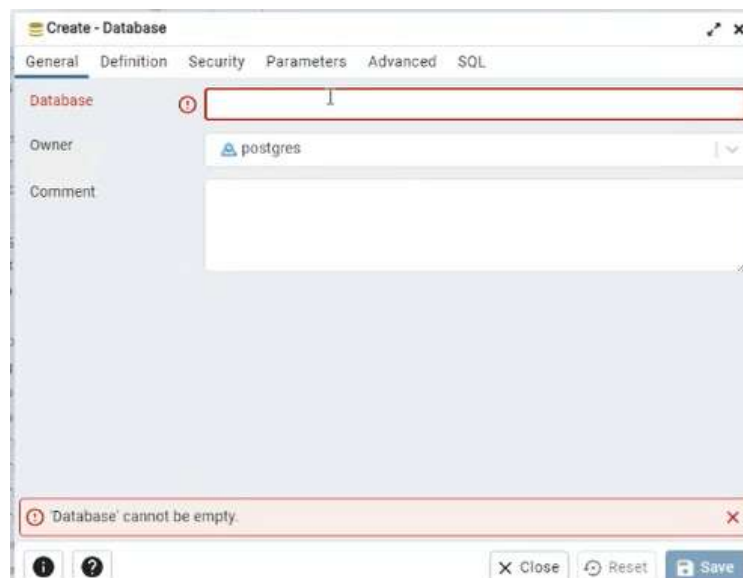 Create - Database
General Definition Security Parameters Advanced SQL
Database
Owner postgres
Comment
'Database' cannot be empty.
Close Reset Save